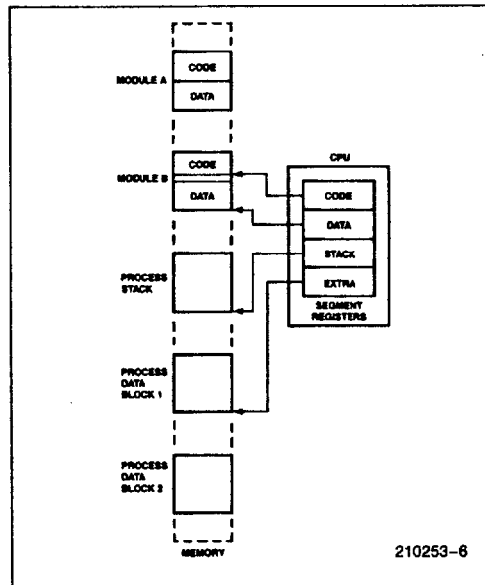 CODE
MODULE A
DATA
CODE
MODULE B
DATA
CPU
CODE
DATA
STACK
EXTRA
SEGMENT
REGISTERS
PROCESS
STACK
PROCESS
DATA
BLOCK 1
PROCESS
DATA
BLOCK 2
MEMORY
210253-6